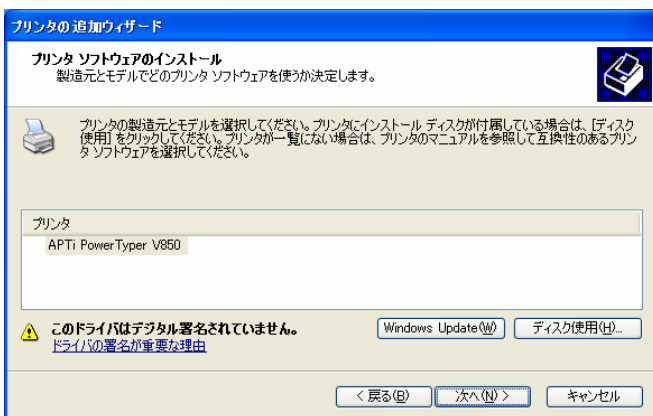 プリンタの追加ウィザード
プリンタ ソフトウェアのインストール
製造元とモデルでどのプリンタ ソフトウェアを使うか決定します。
プリンタの製造元とモデルを選択してください。プリンタにインストール ディスクが付属している場合は、[ディスク
使用] をクリックしてください。プリンタが一覧にない場合は、プリンタのマニュアルを参照して互換性のあるプリン
タ ソフトウェアを選択してください。
プリンタ
APTi PowerTyper V850
このドライバはデジタル署名されていません。
ドライバの署名が重要な理由
Windows Update(W)
ディスク使用(H)...
< 戻る(B)
次へ(N) >
キャンセル